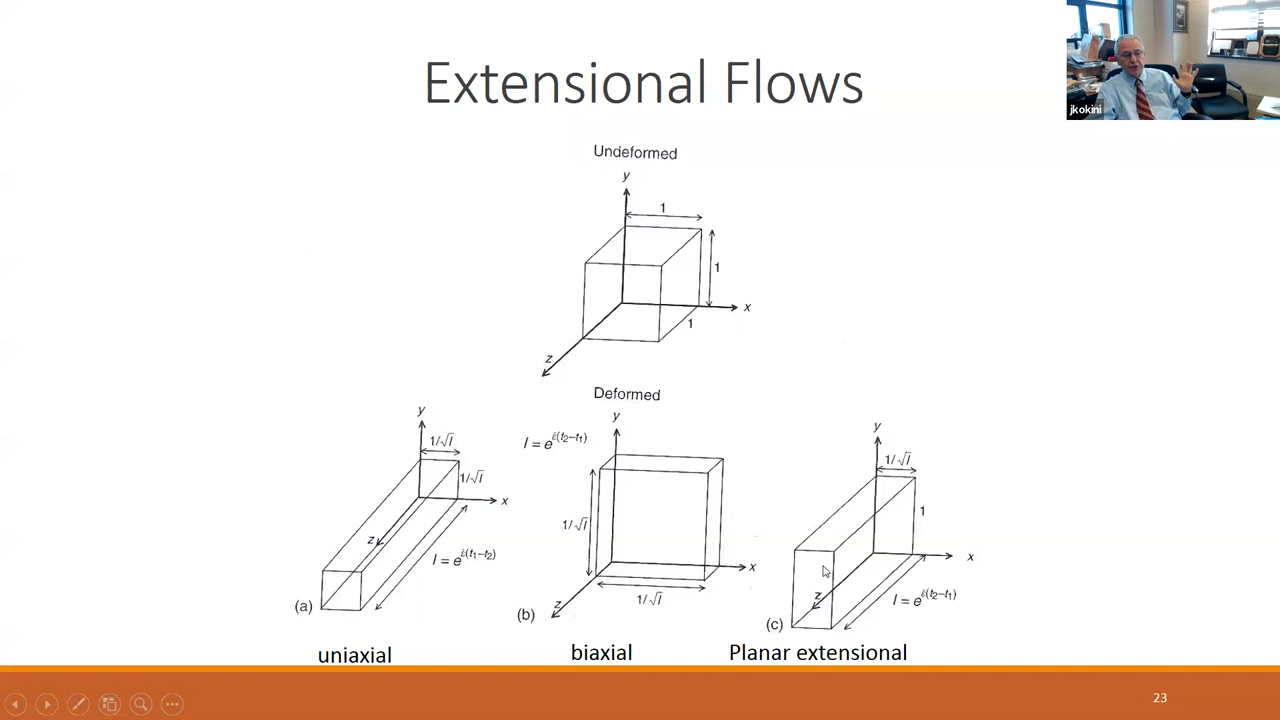 Extensional Flows
jkokini
Undeformed
y
1
1
x
1
z
Deformed
y
1/√l
1/√l
x
z
l = e^ε̇(t₁–t₂)
(a)
uniaxial
l = e^ε̇(t₂–t₁)
y
1/√l
x
1/√l
z
(b)
biaxial
y
1/√l
1
x
z
l = e^ε̇(t₂–t₁)
(c)
Planar extensional
23